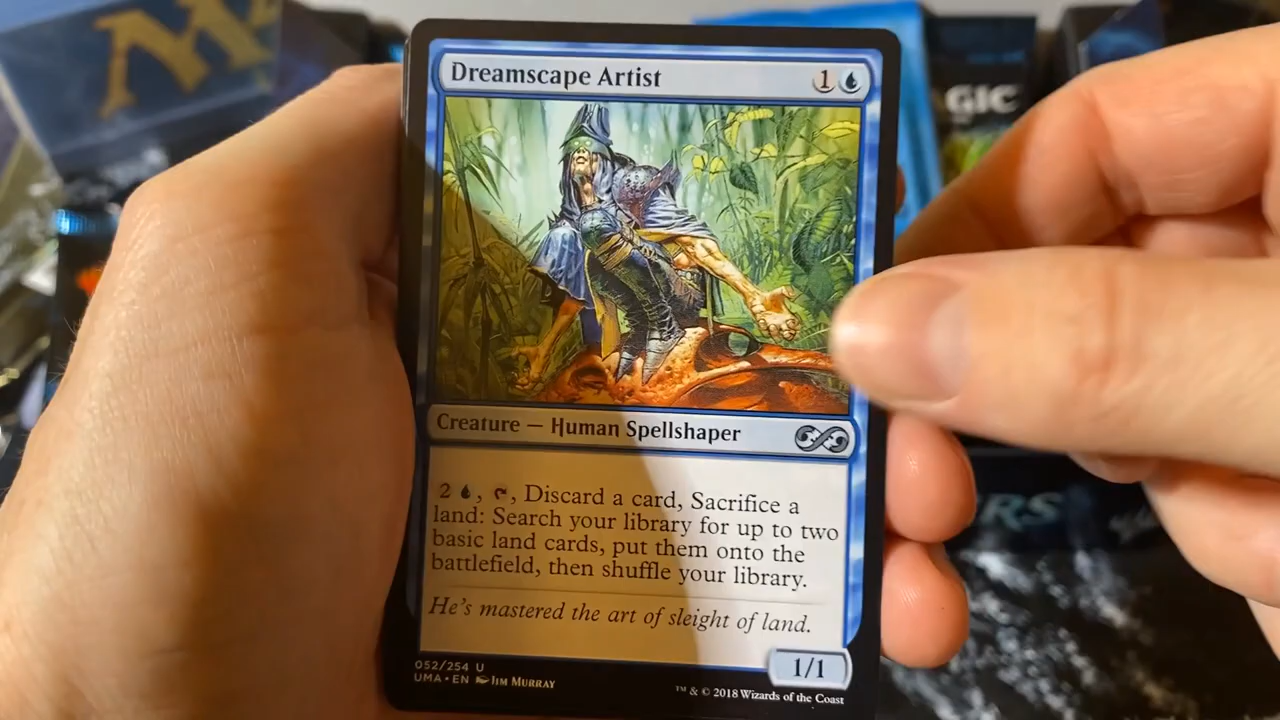 Dreamscape Artist 1
GIC
Creature — Human Spellshaper
2 , , Discard a card, Sacrifice a
land: Search your library for up to two
basic land cards, put them onto the
battlefield, then shuffle your library.
He's mastered the art of sleight of land.
1/1
052/254 U
UMA • EN Jim Murray
™ & © 2018 Wizards of the Coast